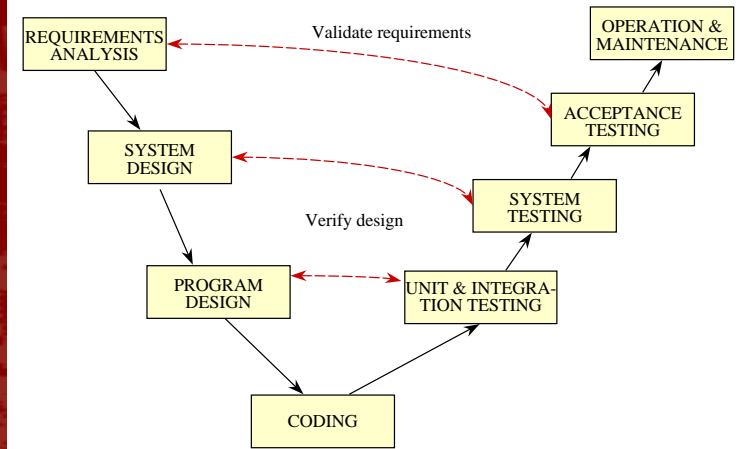 REQUIREMENTS
ANALYSIS
Validate requirements
OPERATION &
MAINTENANCE
ACCEPTANCE
TESTING
SYSTEM
DESIGN
SYSTEM
TESTING
Verify design
PROGRAM
DESIGN
UNIT & INTEGRA-
TION TESTING
CODING